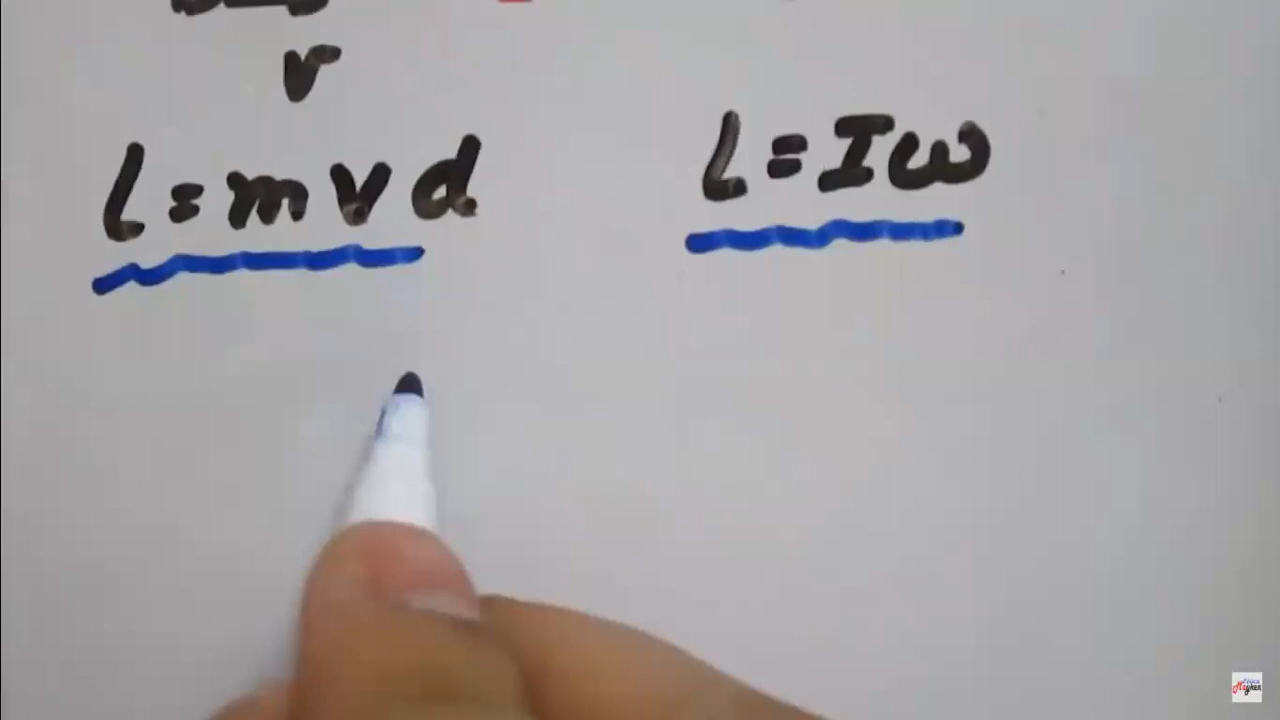 v
L = mvd
L = Iω